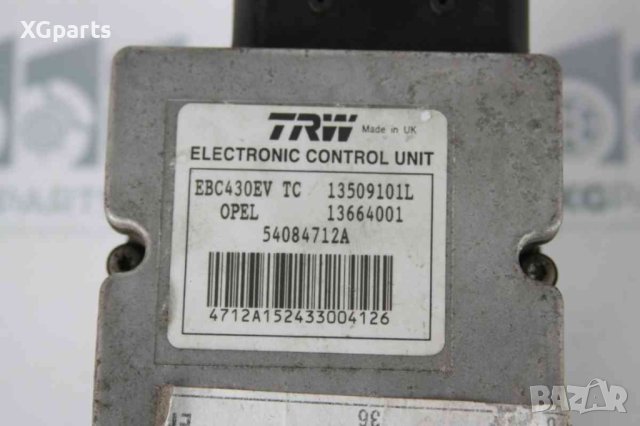 XGparts
TRW Made in UK
ELECTRONIC CONTROL UNIT
EBC430EV TC 13509101L
OPEL 13664001
54084712A
4712A152433004126
36
BAZAR